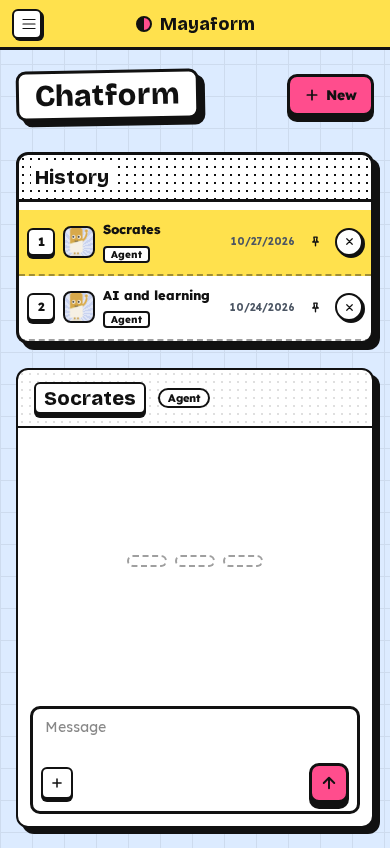 Mayaform
Chatform
New
History
1
Socrates
Agent
10/27/2026
2
AI and learning
Agent
10/24/2026
Socrates
Agent
Message